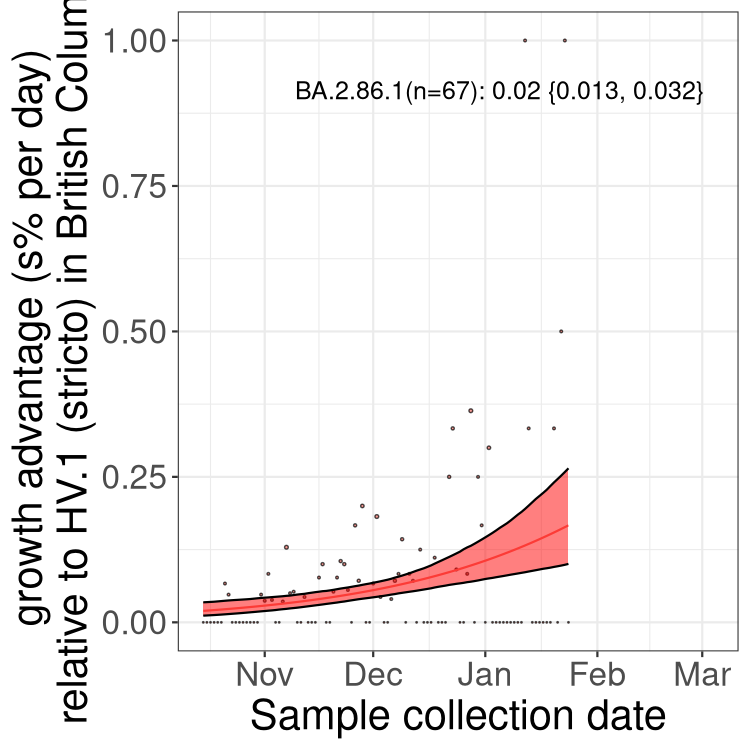 growth advantage (s% per day)
relative to HV.1 (stricto) in British Colum
1.00
0.75
0.50
0.25
0.00
BA.2.86.1(n=67): 0.02 {0.013, 0.032}
Nov Dec Jan Feb Mar
Sample collection date